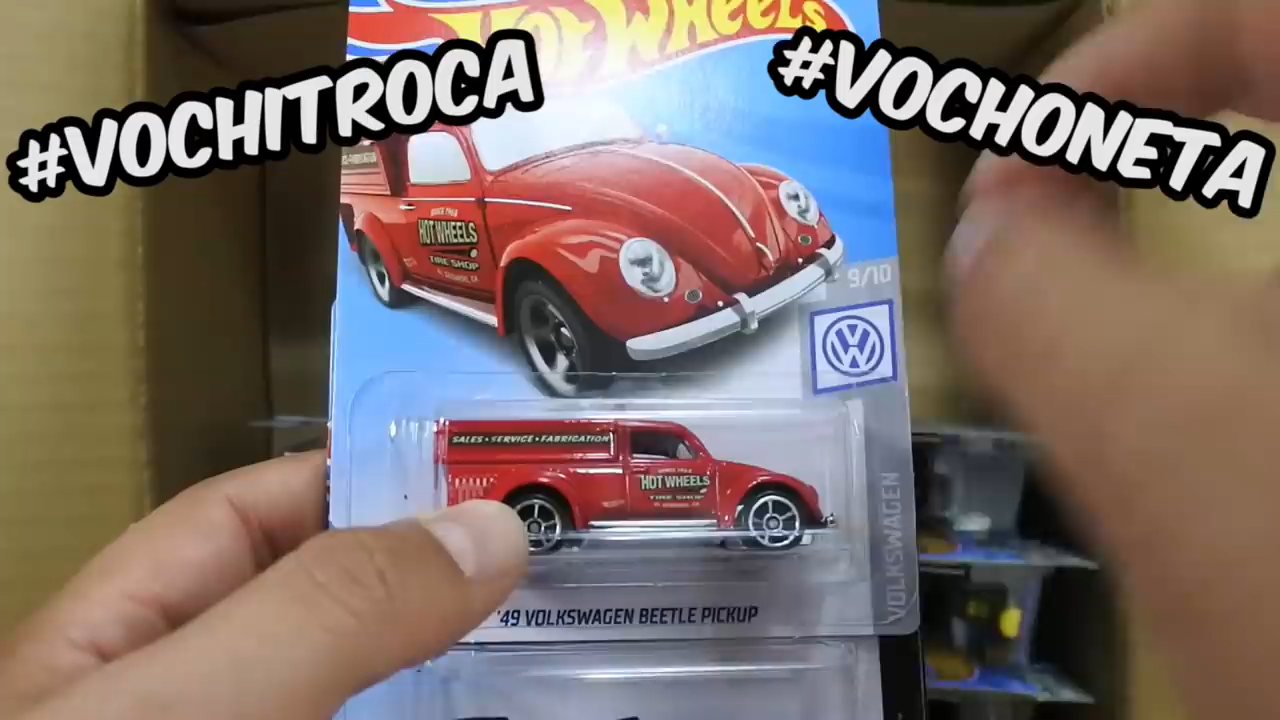 Hot Wheels
#VOCHITROCA
#VOCHONETA
HOT WHEELS
TIRE SHOP
9/10
SALES • SERVICE • FABRICATION
HOT WHEELS
TIRE SHOP
VOLKSWAGEN
'49 VOLKSWAGEN BEETLE PICKUP